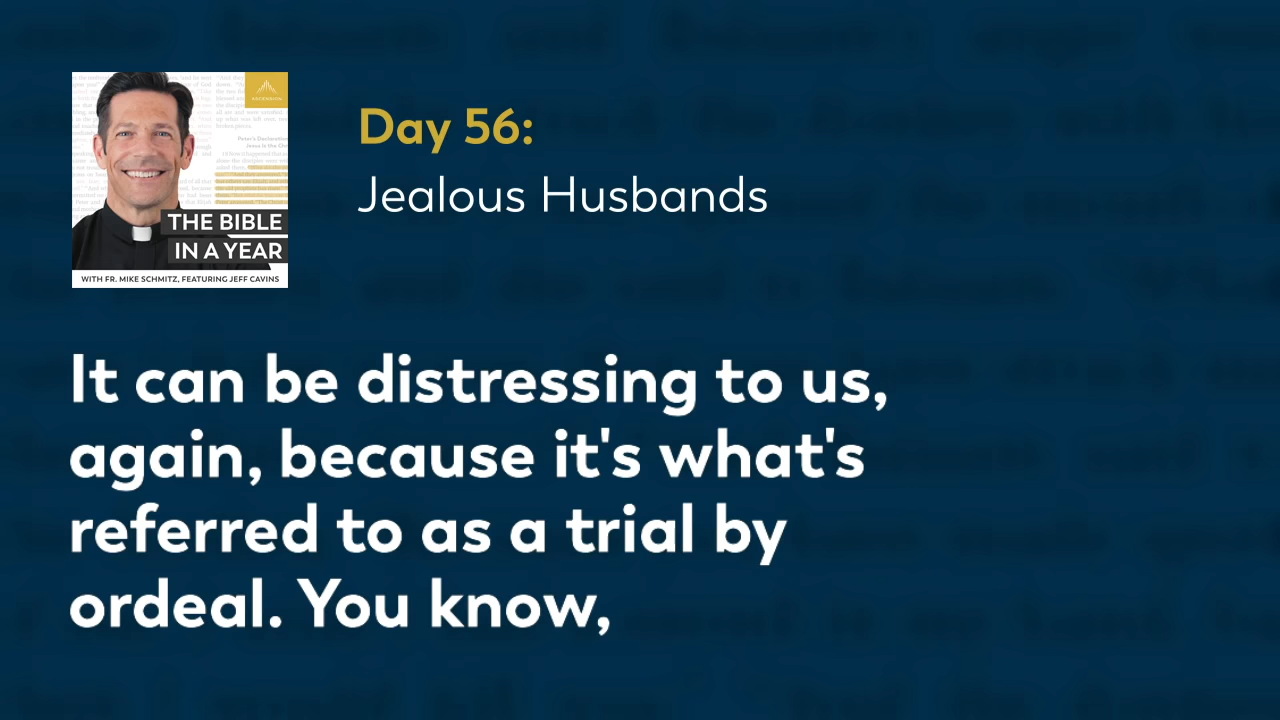 Day 56:
Jealous Husbands
ASCENSION
THE BIBLE
IN A YEAR
WITH FR. MIKE SCHMITZ, FEATURING JEFF CAVINS
It can be distressing to us,
again, because it's what's
referred to as a trial by
ordeal. You know,